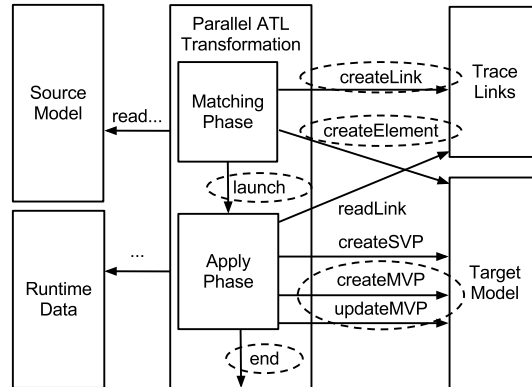 Parallel ATL
Transformation
Source
Model
read...
Matching
Phase
createLink
Trace
Links
createElement
launch
readLink
Runtime
Data
...
Apply
Phase
createSVP
createMVP
updateMVP
Target
Model
end